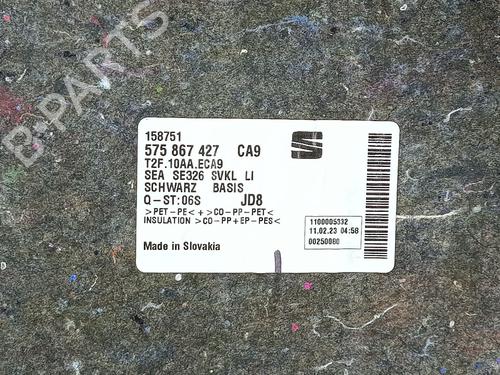 B-PARTS
158751
575 867 427 CA9
T2F.10AA.ECA9
SEA SE326 SVKL LI
SCHWARZ BASIS
Q-ST:06S JD8
>PET-PE<+>CO-PP-PET<
INSULATION >CO-PP+EP-PES<
1100005332
11.02.23 04:58
00250080
Made in Slovakia